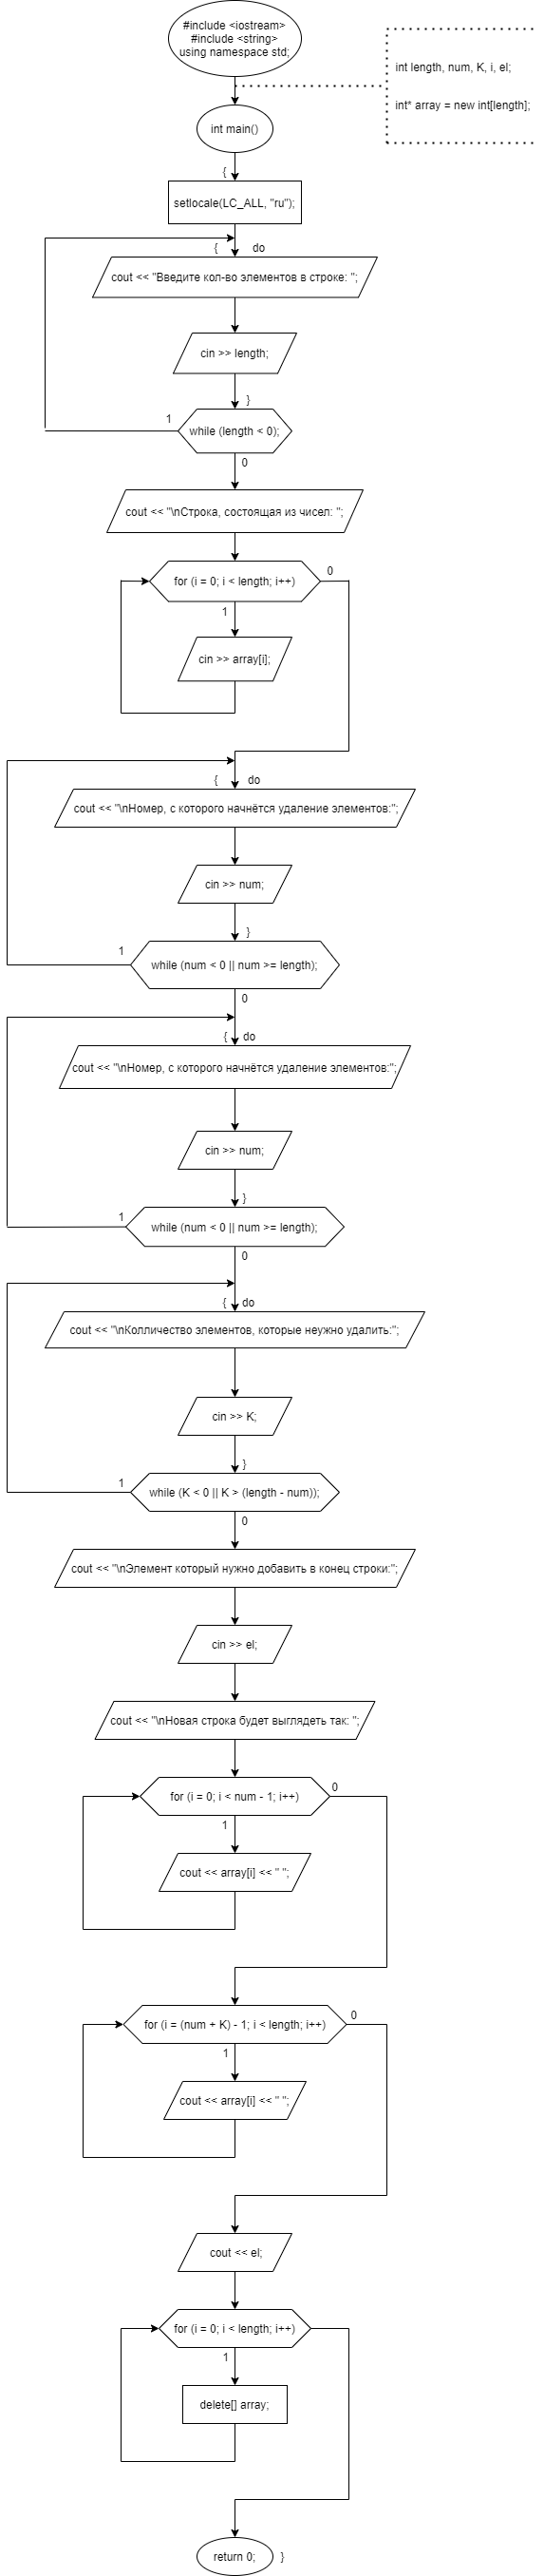 #include <iostream>
#include <string>
using namespace std;
int length, num, K, i, el;
int* array = new int[length];
int main()
{
setlocale(LC_ALL, "ru");
{ do
cout << "Введите кол-во элементов в строке: ";
cin >> length;
}
1
while (length < 0);
0
cout << "\nСтрока, состоящая из чисел: ";
for (i = 0; i < length; i++)
0
1
cin >> array[i];
{ do
cout << "\nНомер, с которого начнётся удаление элементов:";
cin >> num;
}
1
while (num < 0 || num >= length);
0
{ do
cout << "\nНомер, с которого начнётся удаление элементов:";
cin >> num;
}
1
while (num < 0 || num >= length);
0
{ do
cout << "\nКолличество элементов, которые неужно удалить:";
cin >> K;
}
1
while (K < 0 || K > (length - num));
0
cout << "\nЭлемент который нужно добавить в конец строки:";
cin >> el;
cout << "\nНовая строка будет выглядеть так: ";
for (i = 0; i < num - 1; i++)
0
1
cout << array[i] << " ";
for (i = (num + K) - 1; i < length; i++)
0
1
cout << array[i] << " ";
cout << el;
for (i = 0; i < length; i++)
1
delete[] array;
return 0; }